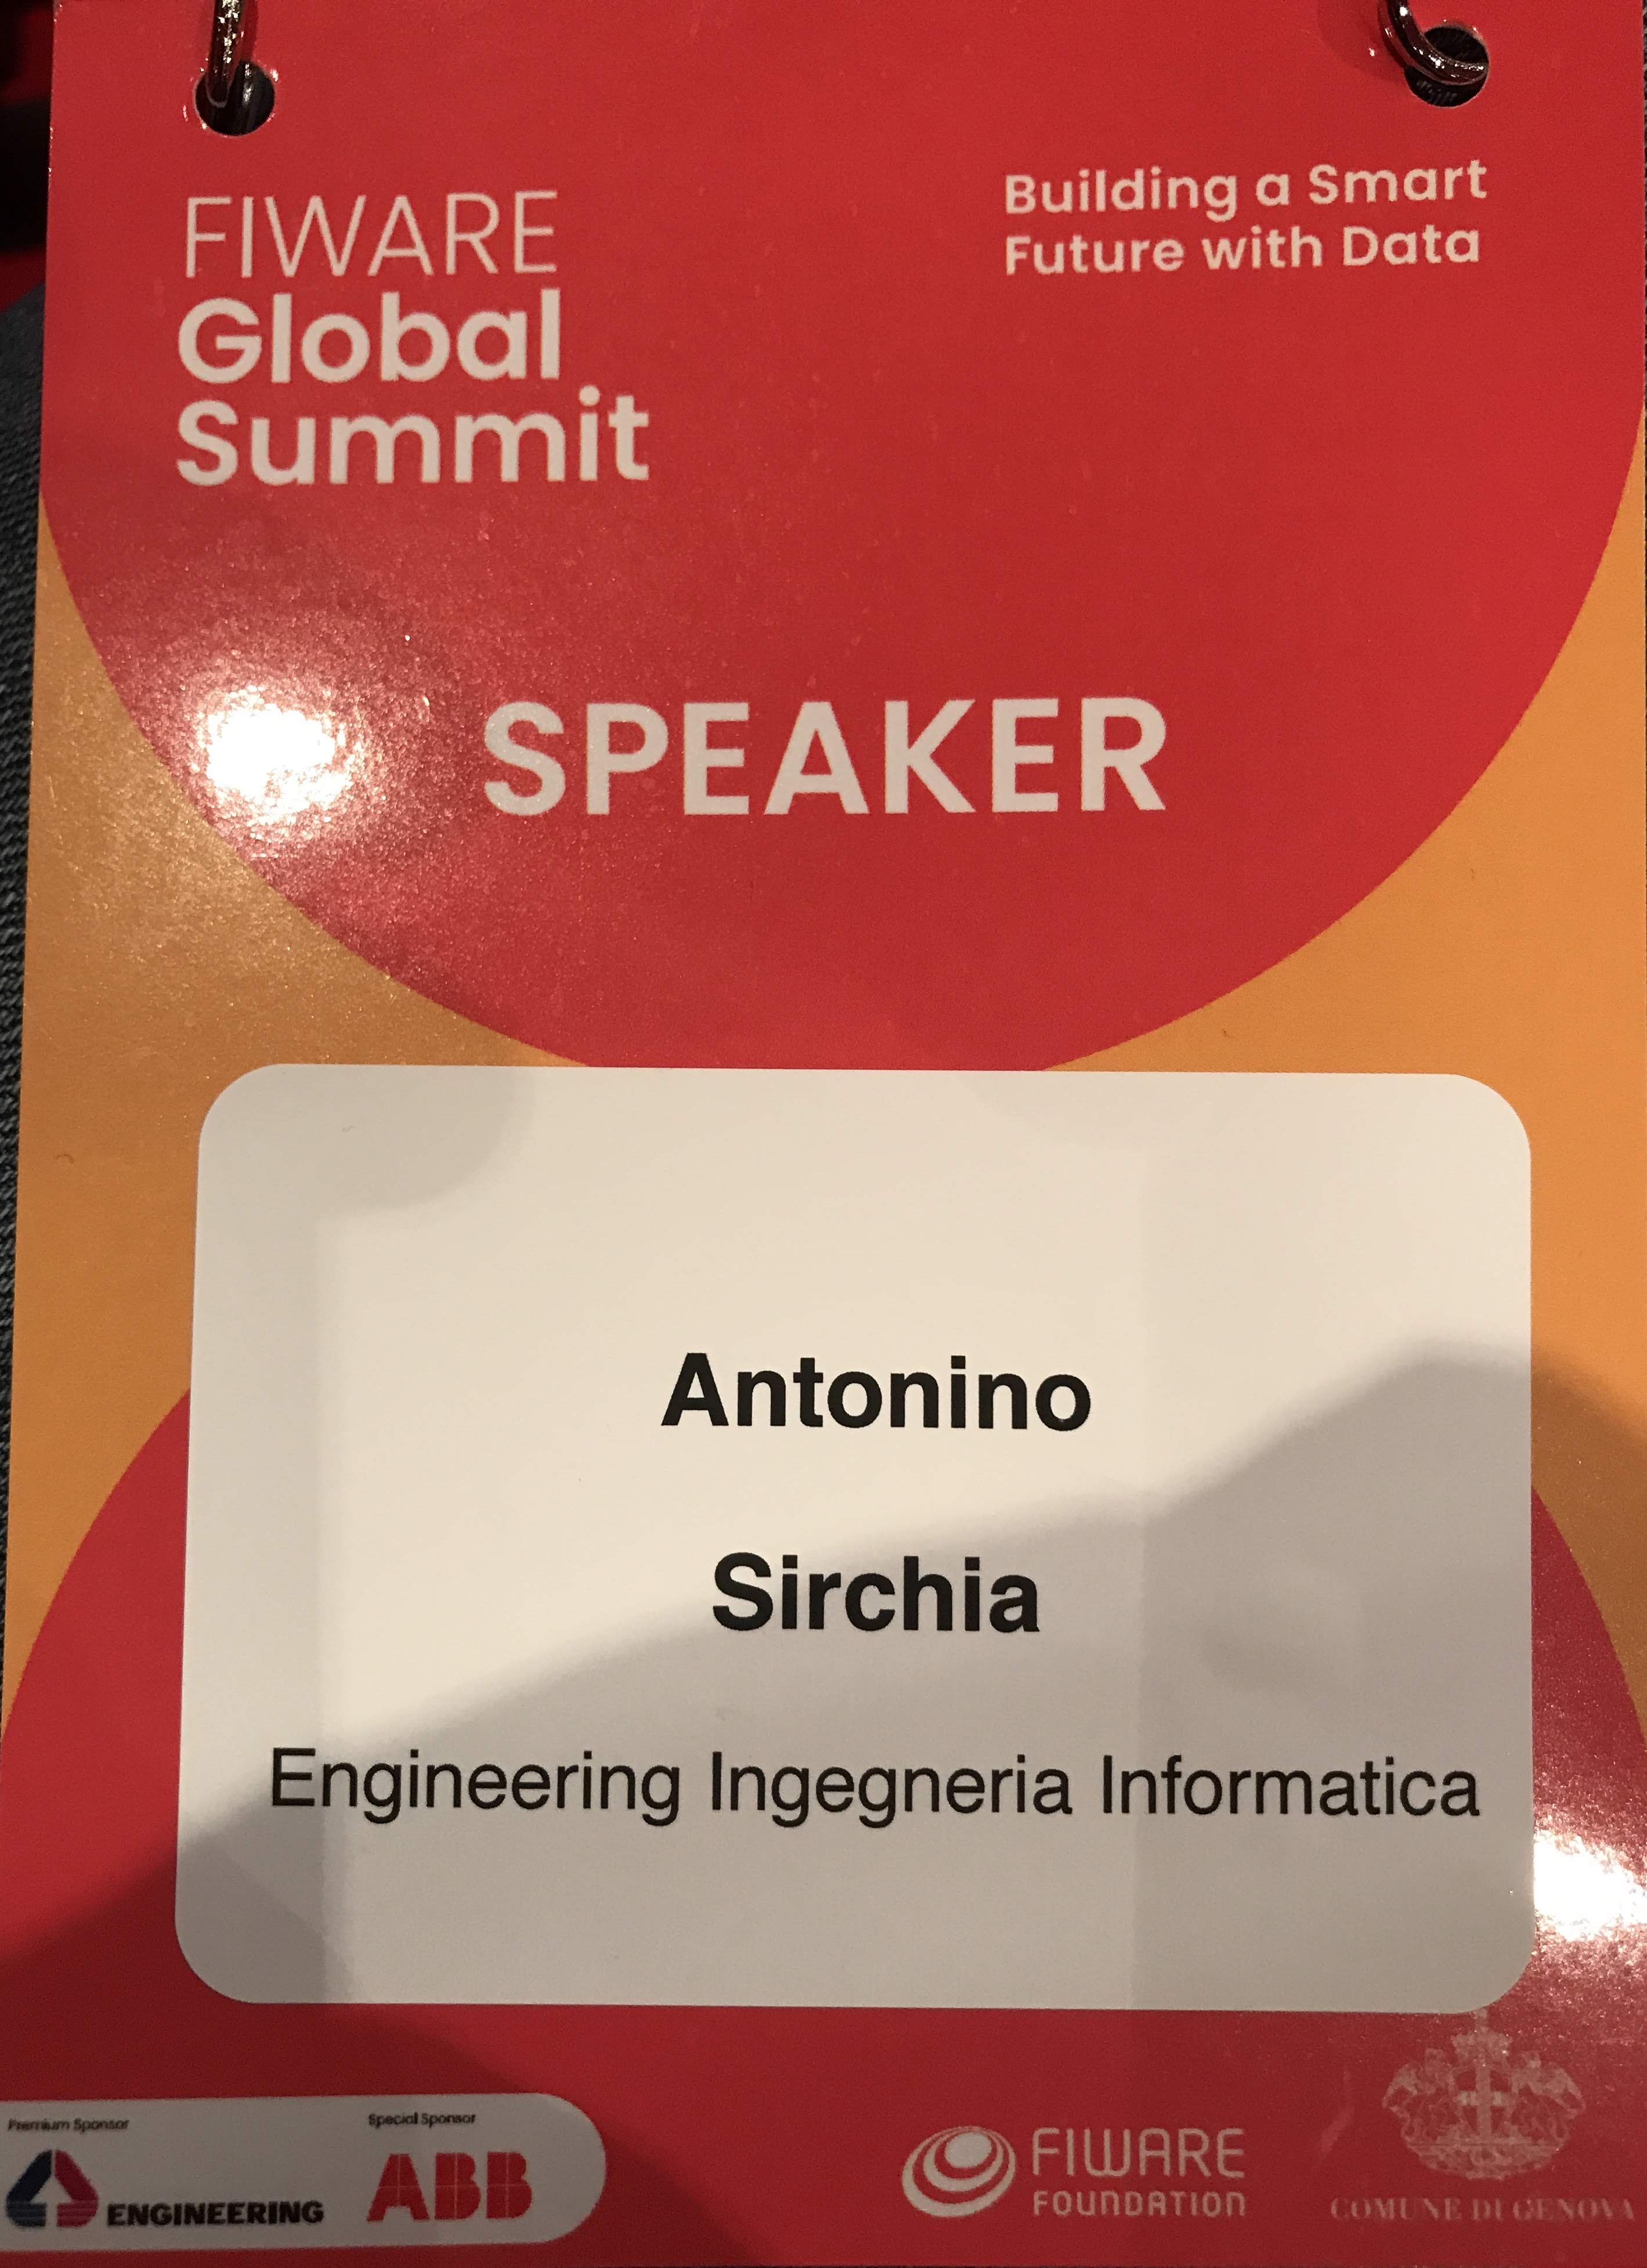 FIWARE
Global
Summit
Building a Smart
Future with Data
SPEAKER
Antonino
Sirchia
Engineering Ingegneria Informatica
Premium Sponsor
ENGINEERING
Special Sponsor
ABB
FIWARE
FOUNDATION
COMUNE DI GENOVA